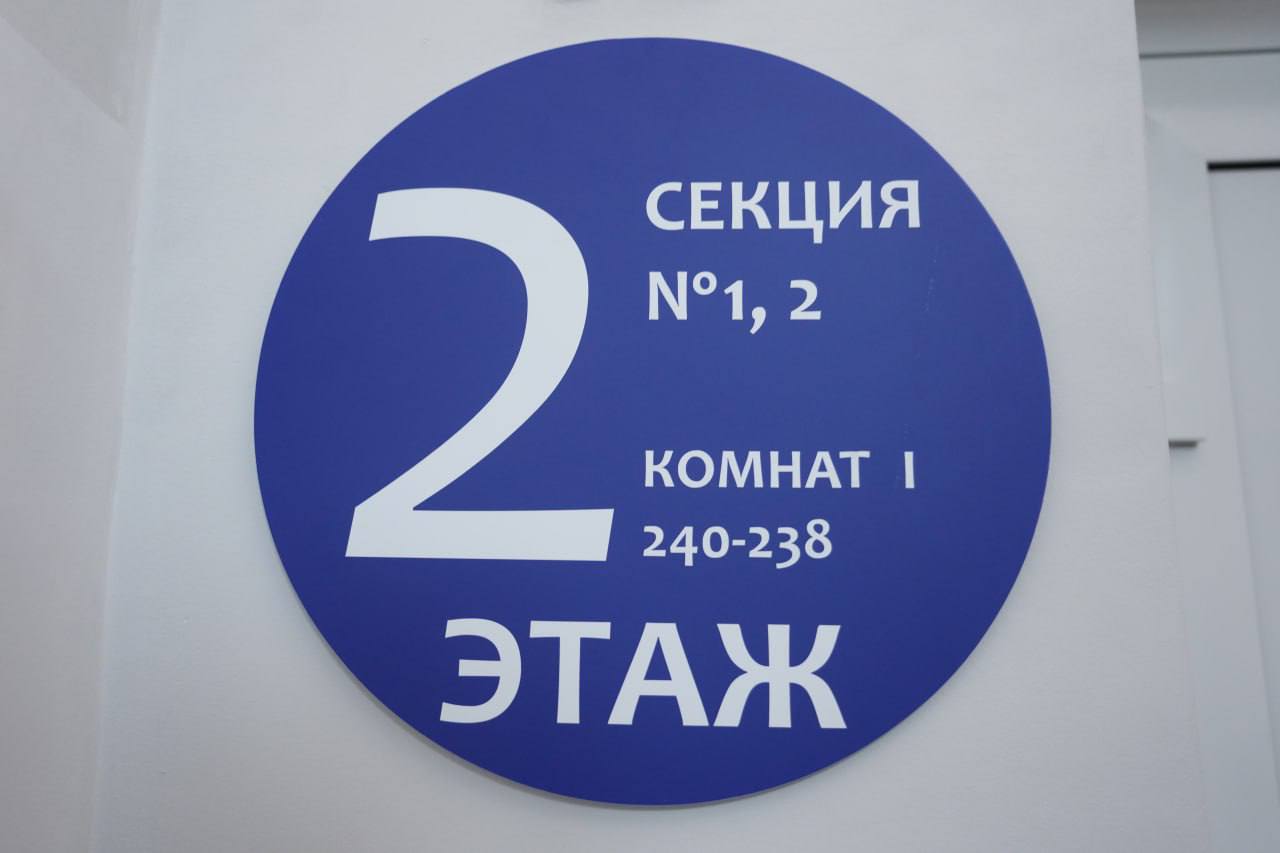 2
СЕКЦИЯ
№1, 2
КОМНАТ I
240-238
ЭТАЖ